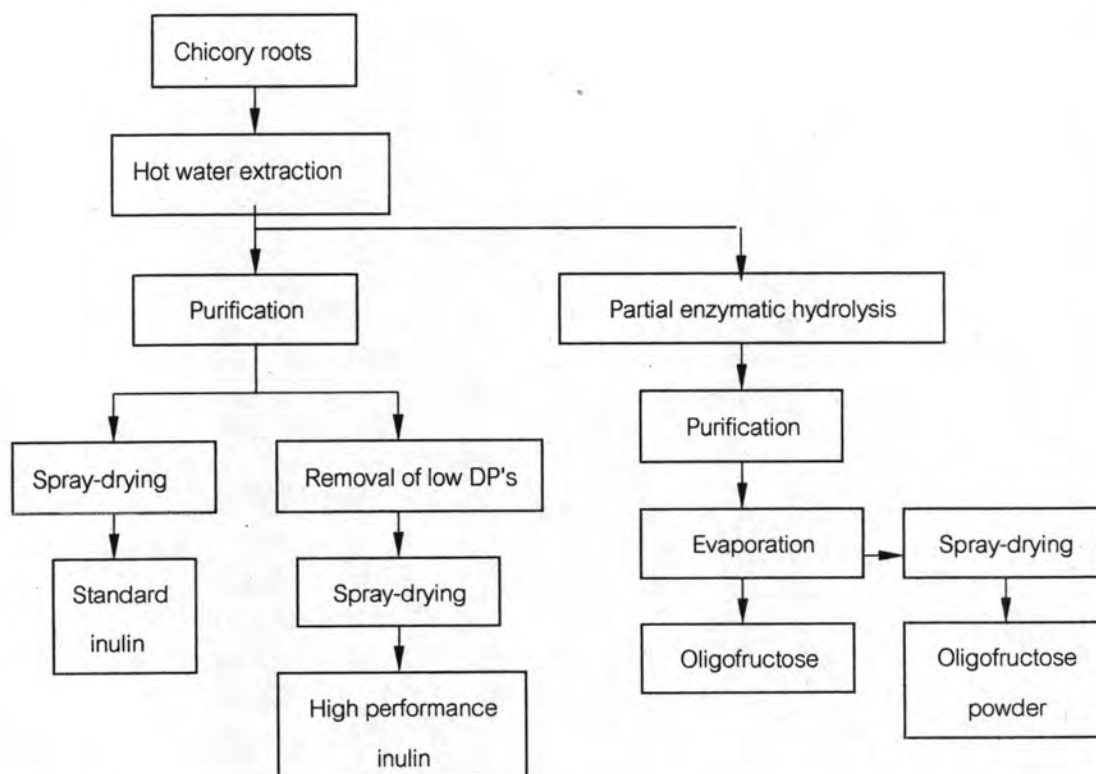 Chicory roots
Hot water extraction
Purification
Partial enzymatic hydrolysis
Purification
Spray-drying
Removal of low DP's
Evaporation
Spray-drying
Standard
inulin
Spray-drying
Oligofructose
Oligofructose
powder
High performance
inulin